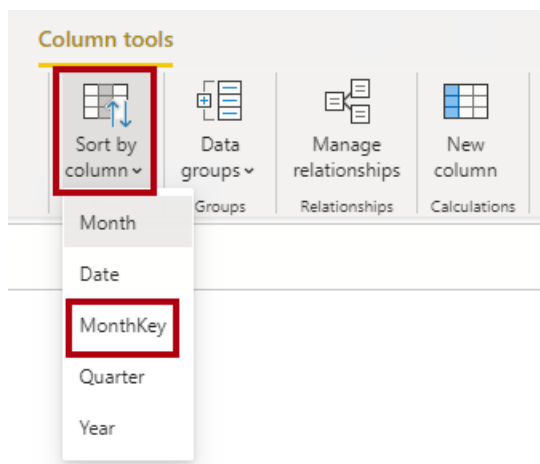 Column tools
Sort by
column
Data
groups
Manage
relationships
New
column
Groups
Relationships
Calculations
Month
Date
MonthKey
Quarter
Year